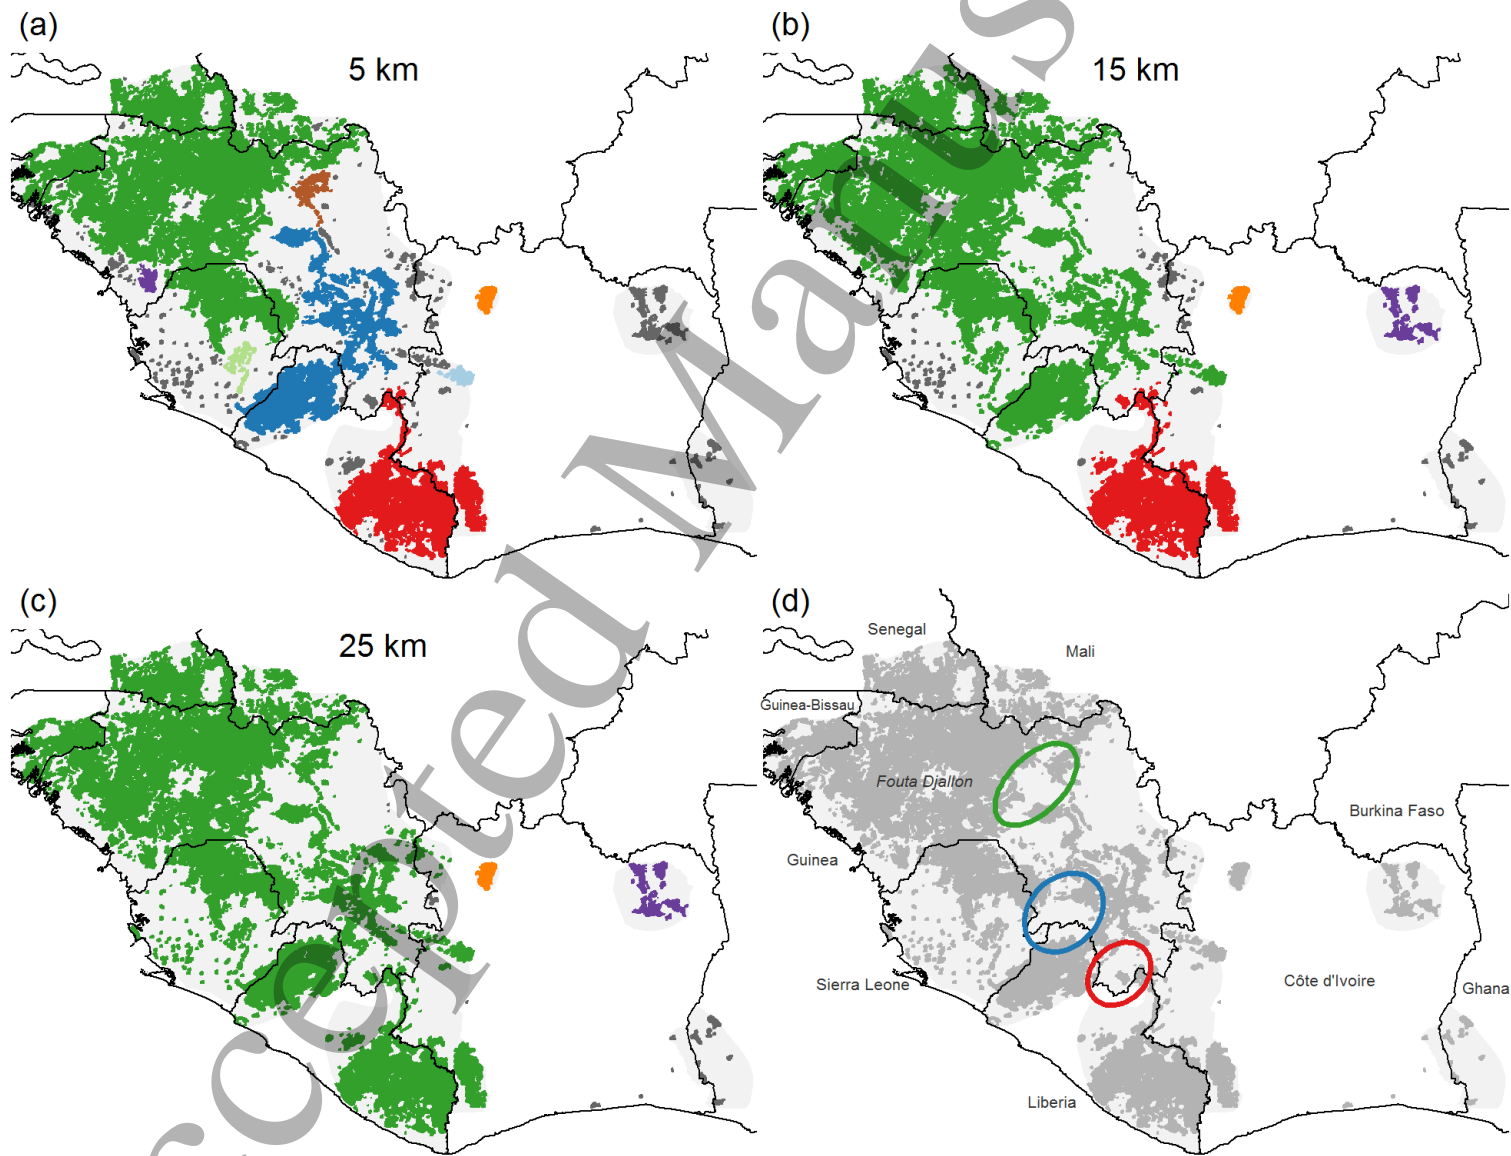 (a)
5 km
(b)
15 km
(c)
25 km
(d)
Senegal
Mali
Guinea-Bissau
Fouta Djallon
Burkina Faso
Guinea
Sierra Leone
Côte d'Ivoire
Ghana
Liberia
cepted Manus